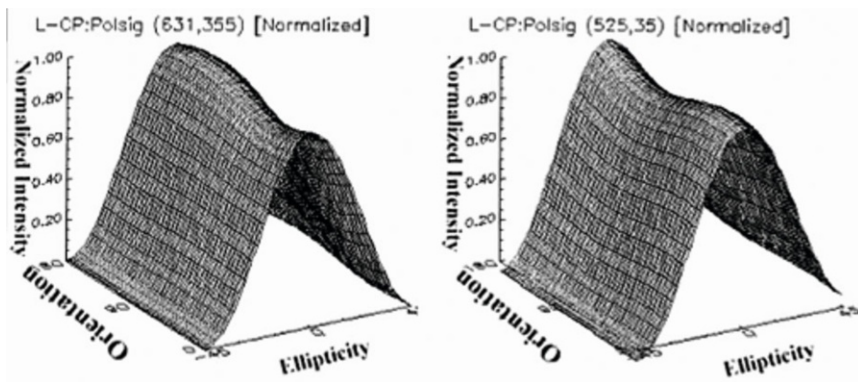 L-CP:Polsig (631,355) [Normalized]
1.00
0.80
0.60
0.40
0.20
Normalized Intensity
Orientation
Ellipticity
L-CP:Polsig (525,35) [Normalized]
1.00
0.80
0.60
0.40
0.20
Normalized Intensity
Orientation
Ellipticity